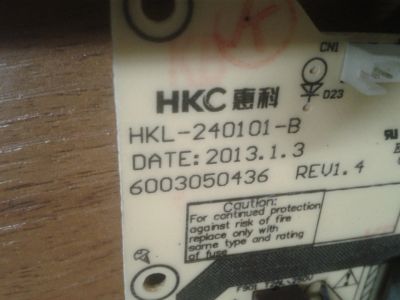 CN1
D23
HKC 惠科
HKL-240101-B
DATE:2013.1.3
6003050436 REV1.4
Caution:
For continued protection
against risk of fire
replace only with
same type and rating
of fuse
F901